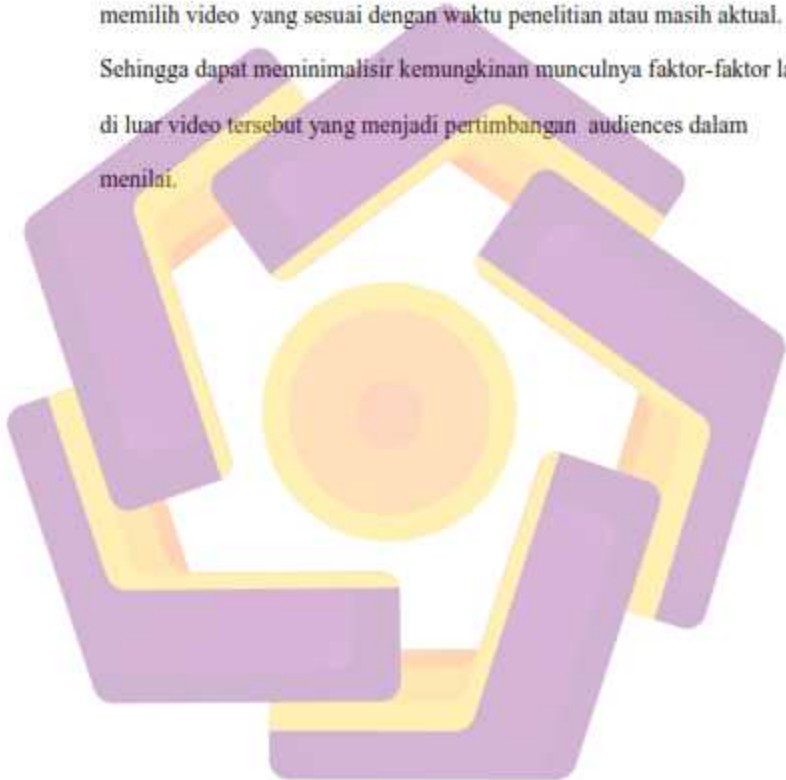 memilih video yang sesuai dengan waktu penelitian atau masih aktual.
Sehingga dapat meminimalisir kemungkinan munculnya faktor-faktor
di luar video tersebut yang menjadi pertimbangan audiences dalam
menilai.